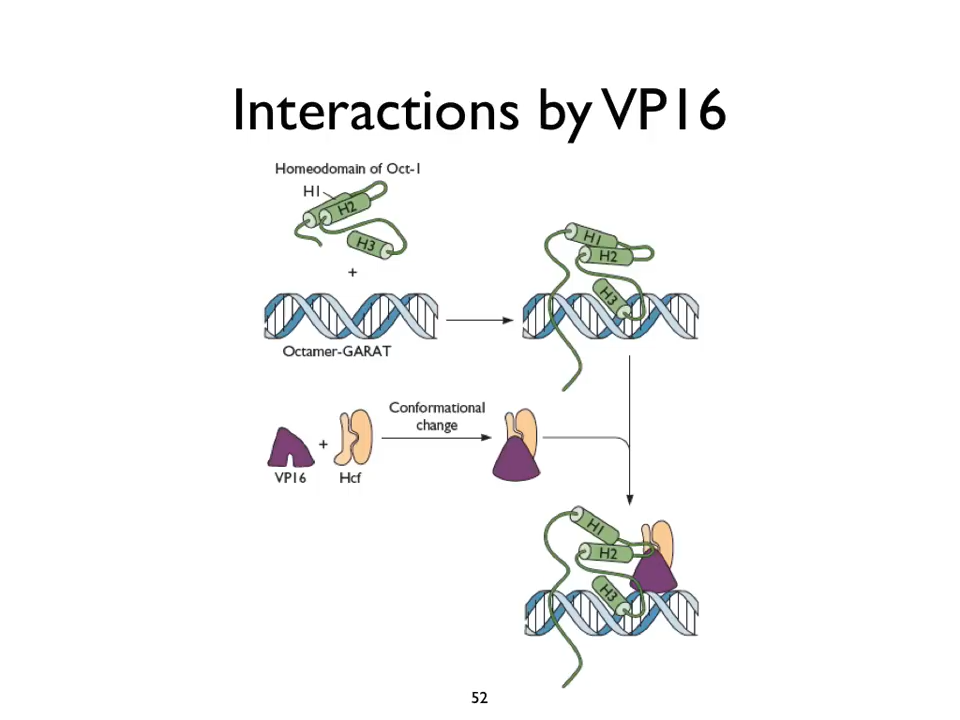 Interactions by VP16
Homeodomain of Oct-1
H1
H2
H3
+
H1
H2
H3
Octamer-GARAT
Conformational
change
+
VP16
Hcf
H1
H2
H3
52